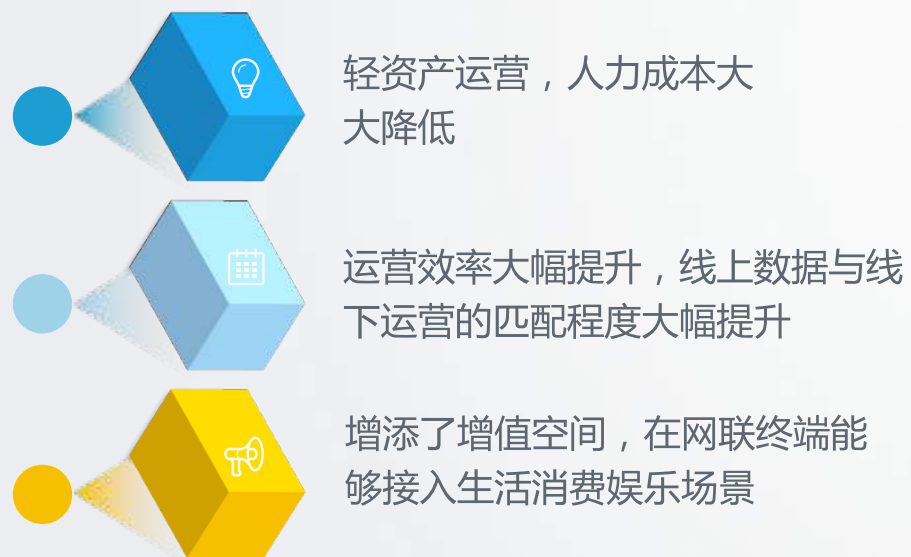 轻资产运营，人力成本大
大降低
运营效率大幅提升，线上数据与线
下运营的匹配程度大幅提升
增添了增值空间，在网联终端能
够接入生活消费娱乐场景